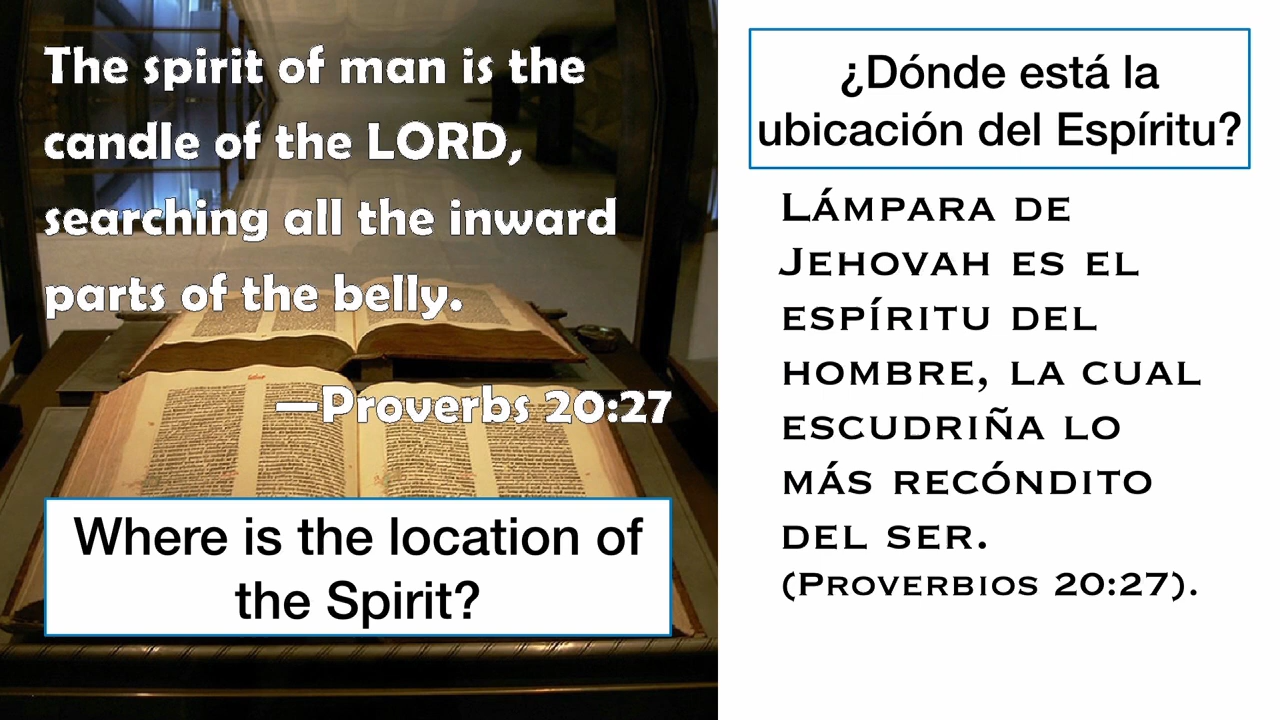 The spirit of man is the
candle of the LORD,
searching all the inward
parts of the belly.
—Proverbs 20:27
Where is the location of
the Spirit?
¿Dónde está la
ubicación del Espíritu?
Lámpara de
Jehovah es el
espíritu del
hombre, la cual
escudriña lo
más recóndito
del ser.
(Proverbios 20:27).